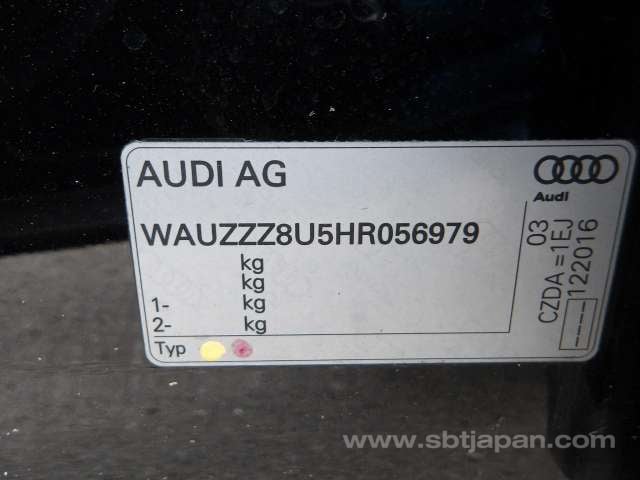 AUDI AG
Audi
WAUZZZ8U5HR056979
kg
kg
1- kg
2- kg
Typ
03
CZDA =1EJ
---- 122016
www.sbtjapan.com